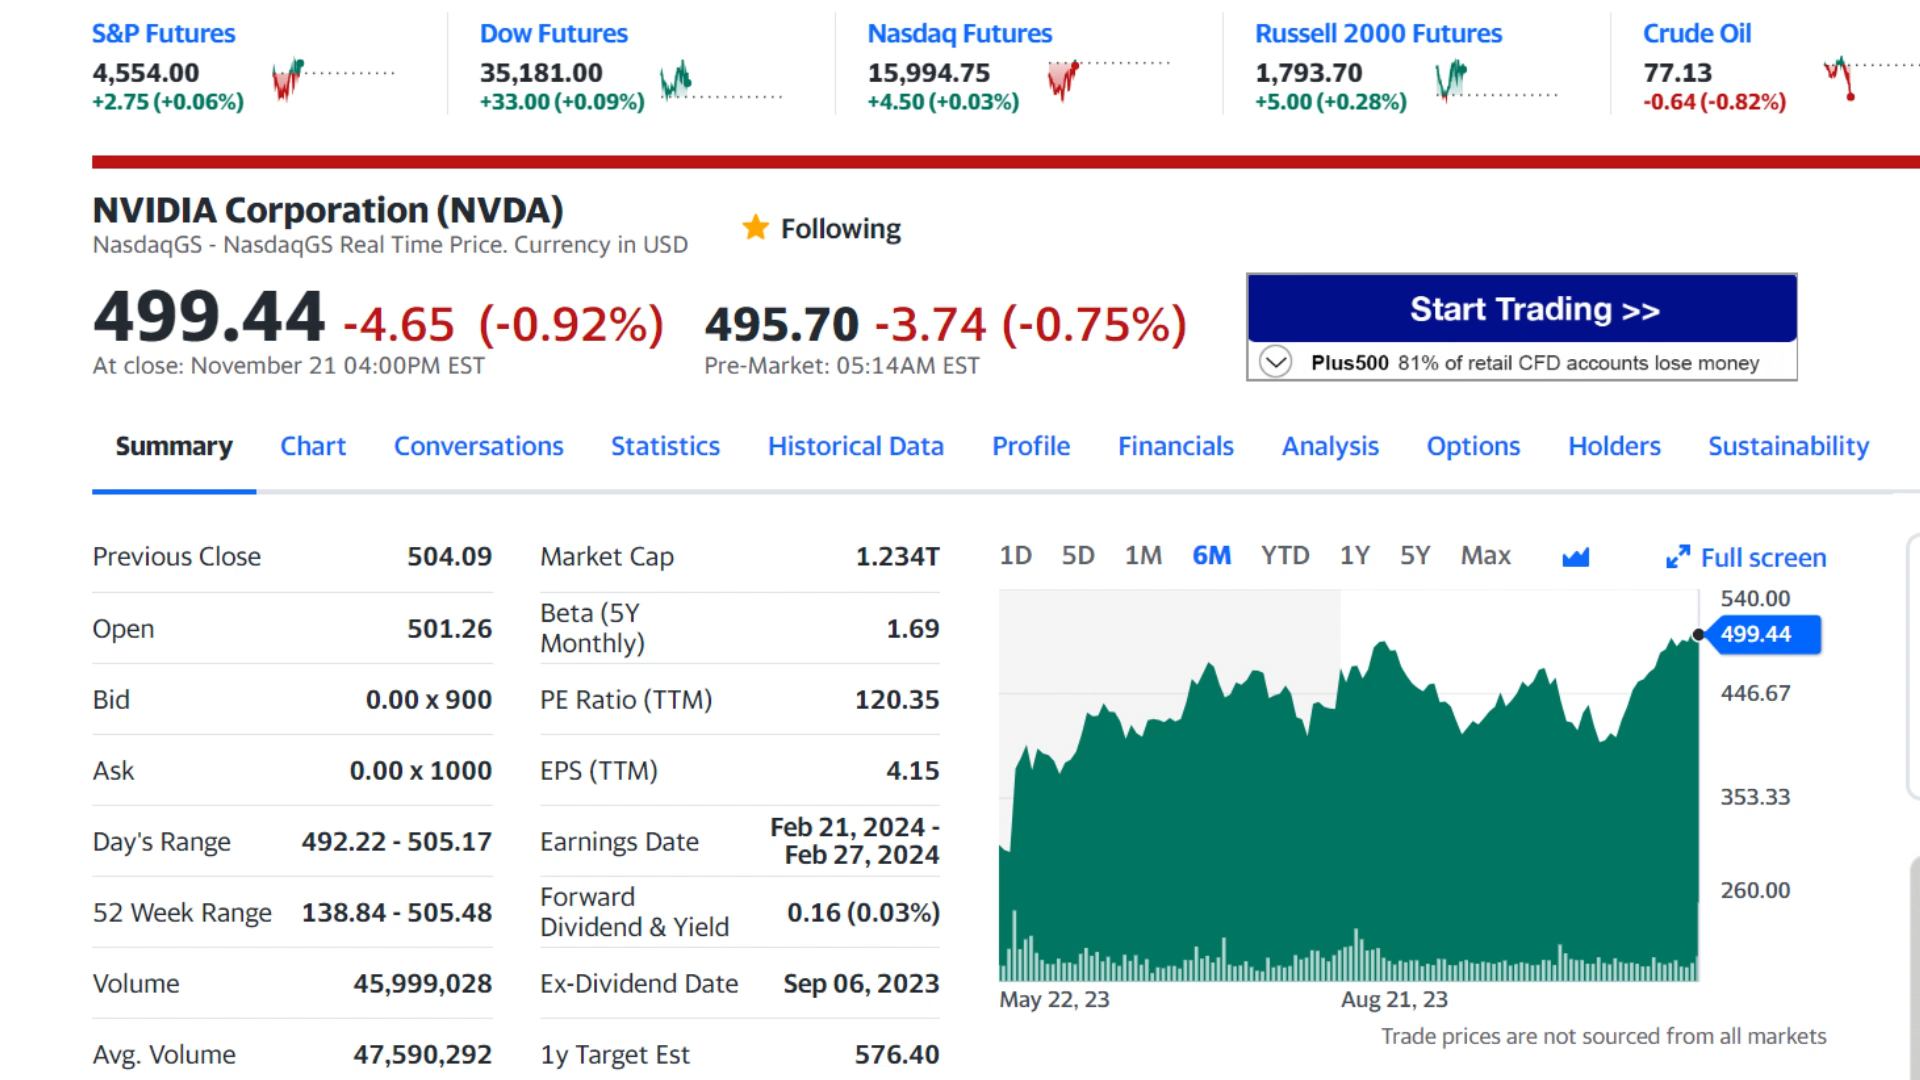 S&P Futures
4,554.00
+2.75 (+0.06%)
Dow Futures
35,181.00
+33.00 (+0.09%)
Nasdaq Futures
15,994.75
+4.50 (+0.03%)
Russell 2000 Futures
1,793.70
+5.00 (+0.28%)
Crude Oil
77.13
-0.64 (-0.82%)
NVIDIA Corporation (NVDA)
NasdaqGS - NasdaqGS Real Time Price. Currency in USD
Following
499.44 -4.65 (-0.92%)
At close: November 21 04:00PM EST
495.70 -3.74 (-0.75%)
Pre-Market: 05:14AM EST
Start Trading >>
Plus500 81% of retail CFD accounts lose money
Summary Chart Conversations Statistics Historical Data Profile Financials Analysis Options Holders Sustainability
Previous Close 504.09
Open 501.26
Bid 0.00 x 900
Ask 0.00 x 1000
Day's Range 492.22 - 505.17
52 Week Range 138.84 - 505.48
Volume 45,999,028
Avg. Volume 47,590,292
Market Cap 1.234T
Beta (5Y
Monthly) 1.69
PE Ratio (TTM) 120.35
EPS (TTM) 4.15
Earnings Date Feb 21, 2024 -
Feb 27, 2024
Forward
Dividend & Yield 0.16 (0.03%)
Ex-Dividend Date Sep 06, 2023
1y Target Est 576.40
1D 5D 1M 6M YTD 1Y 5Y Max Full screen
540.00
499.44
446.67
353.33
260.00
May 22, 23 Aug 21, 23
Trade prices are not sourced from all markets